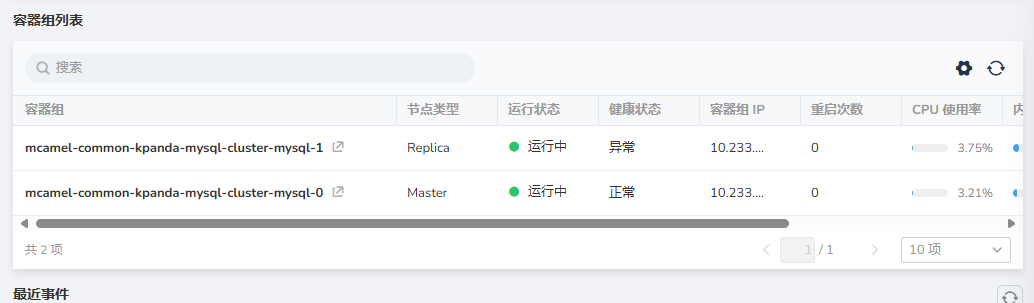 容器组列表
搜索
容器组 节点类型 运行状态 健康状态 容器组 IP 重启次数 CPU 使用率 内
mcamel-common-kpanda-mysql-cluster-mysql-1 Replica 运行中 异常 10.233.... 0 3.75%
mcamel-common-kpanda-mysql-cluster-mysql-0 Master 运行中 正常 10.233.... 0 3.21%
共 2 项 1 / 1 10 项
最近事件